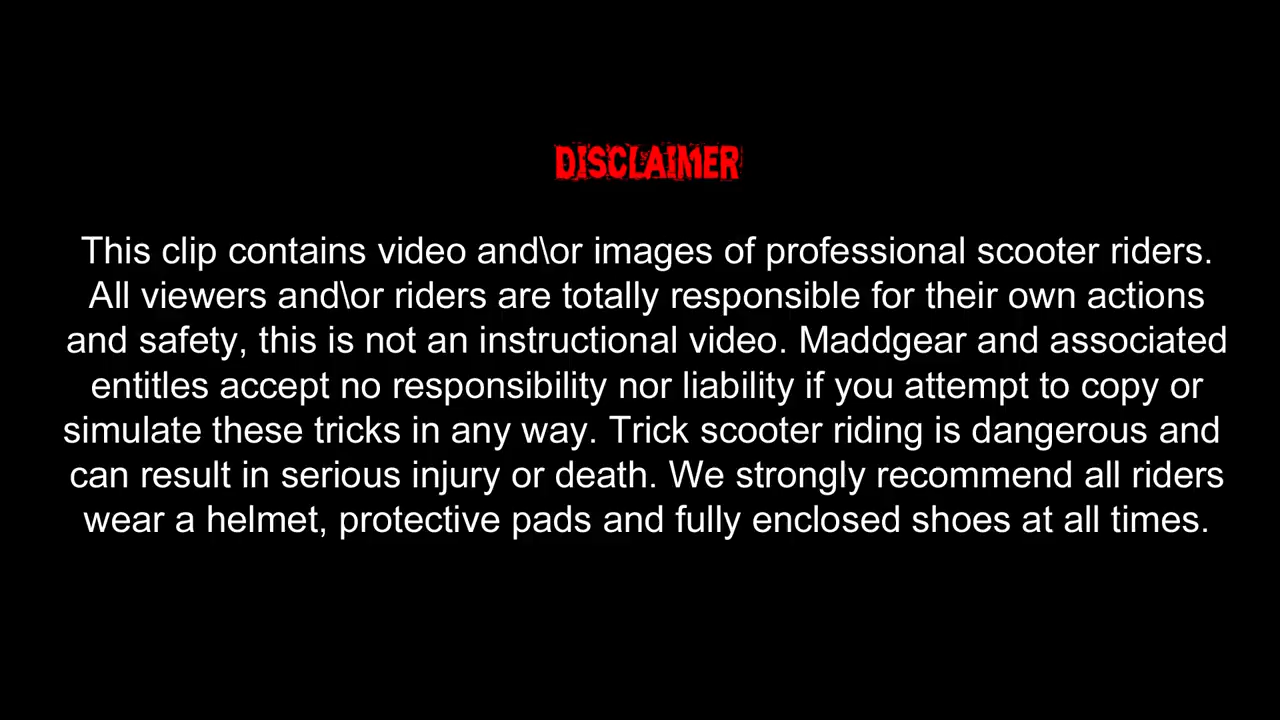 DISCLAIMER
This clip contains video and\or images of professional scooter riders.
All viewers and\or riders are totally responsible for their own actions
and safety, this is not an instructional video. Maddgear and associated
entitles accept no responsibility nor liability if you attempt to copy or
simulate these tricks in any way. Trick scooter riding is dangerous and
can result in serious injury or death. We strongly recommend all riders
wear a helmet, protective pads and fully enclosed shoes at all times.